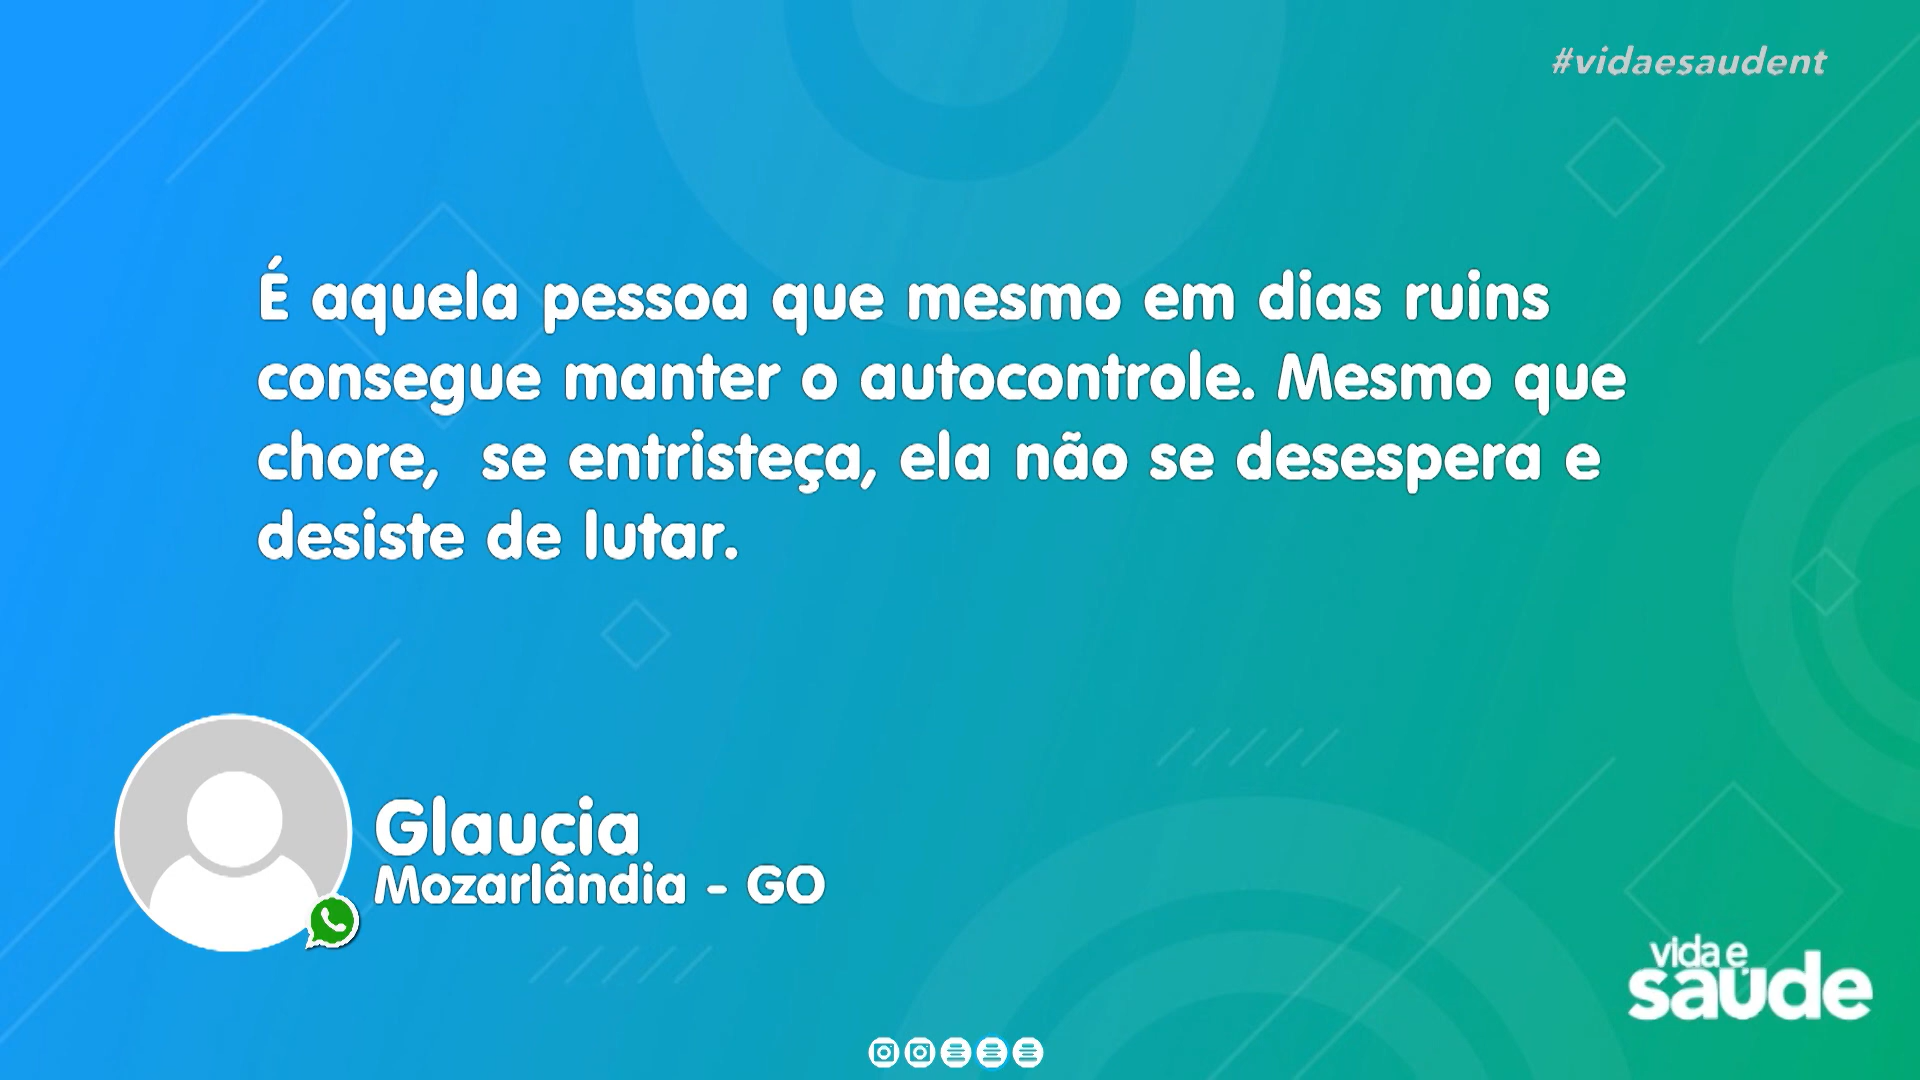 #vidaesaudent
É aquela pessoa que mesmo em dias ruins
consegue manter o autocontrole. Mesmo que
chore,  se entristeça, ela não se desespera e
desiste de lutar.
Glaucia
Mozarlândia - GO
vida e
saúde